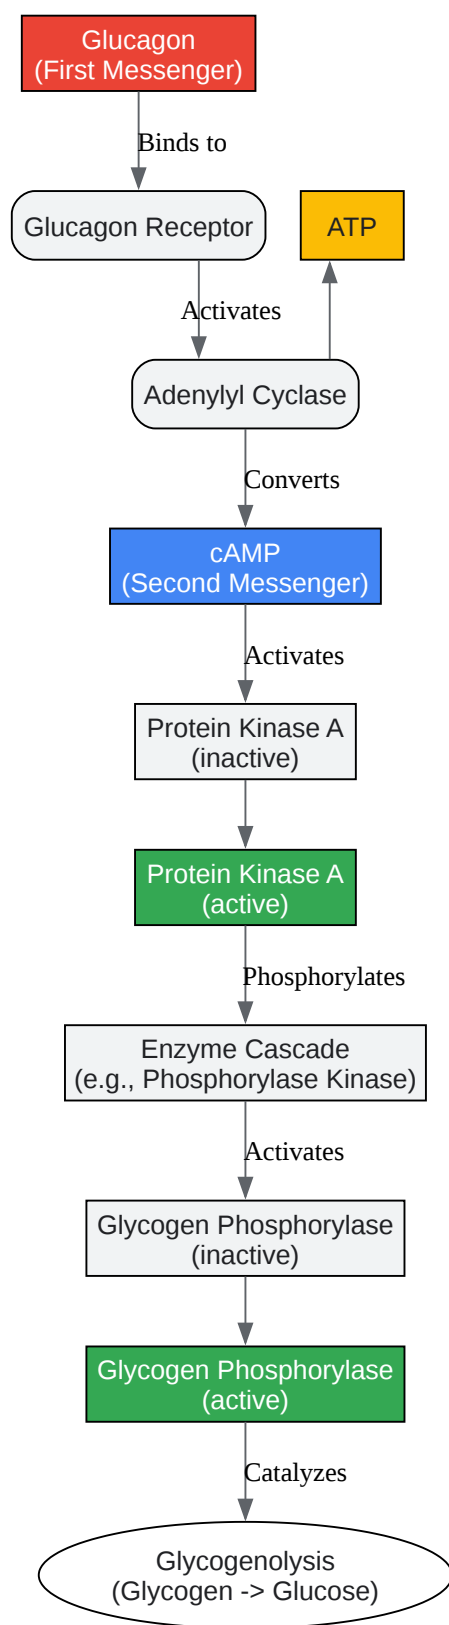 Glucagon
(First Messenger)
Binds to
Glucagon Receptor
ATP
Activates
Adenylyl Cyclase
Converts
cAMP
(Second Messenger)
Activates
Protein Kinase A
(inactive)
Protein Kinase A
(active)
Phosphorylates
Enzyme Cascade
(e.g., Phosphorylase Kinase)
Activates
Glycogen Phosphorylase
(inactive)
Glycogen Phosphorylase
(active)
Catalyzes
Glycogenolysis
(Glycogen -> Glucose)